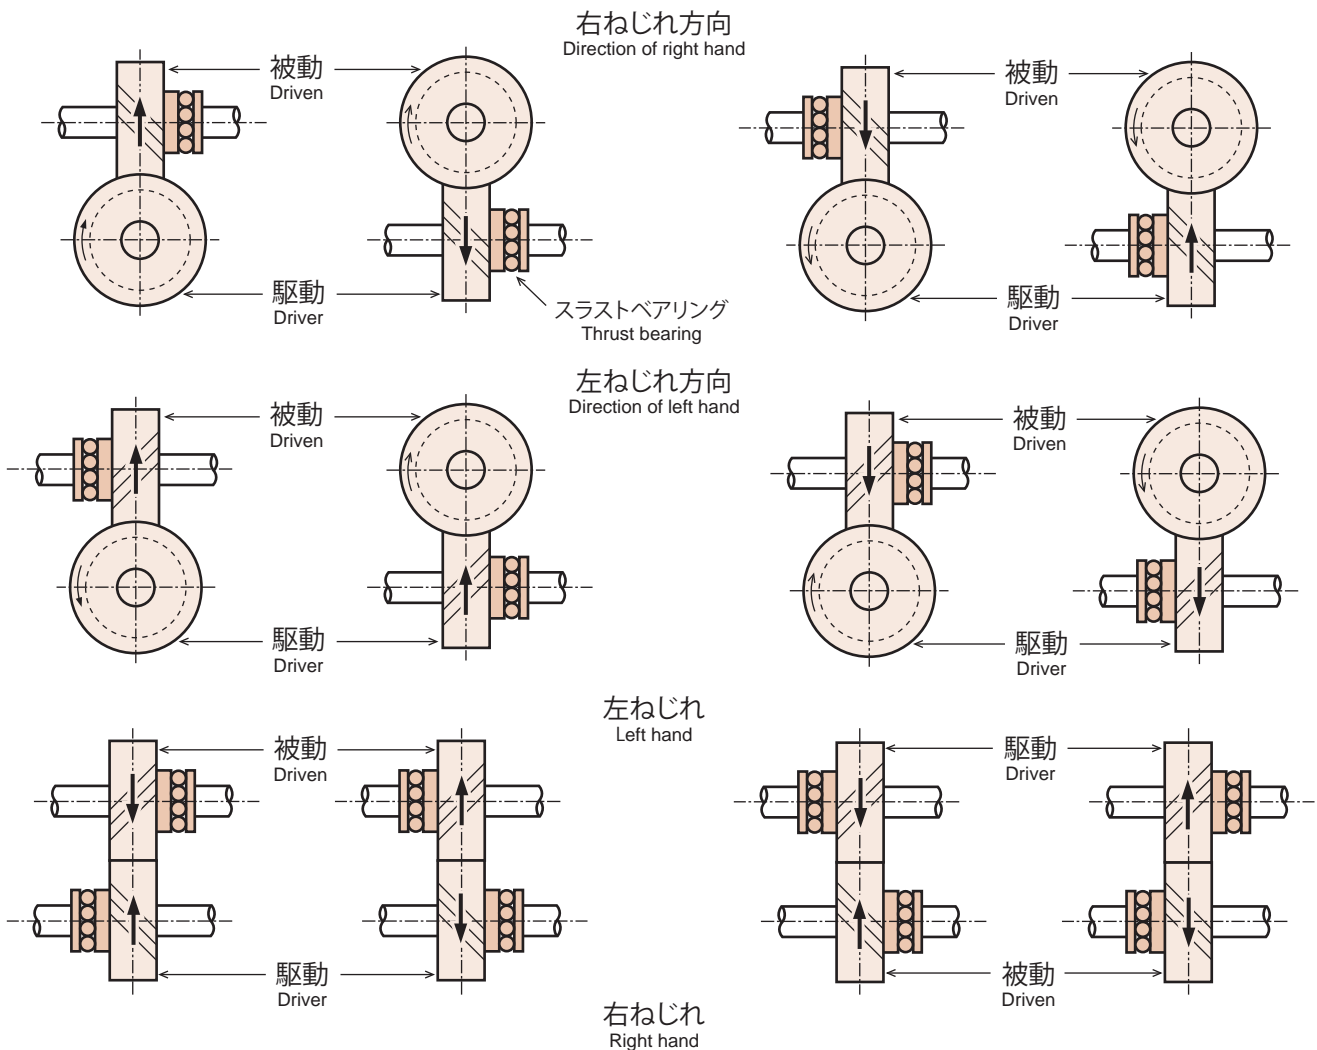 右ねじれ方向
Direction of right hand
被動
Driven
被動
Driven
駆動
Driver
駆動
Driver
スラストベアリング
Thrust bearing
左ねじれ方向
Direction of left hand
被動
Driven
被動
Driven
駆動
Driver
駆動
Driver
左ねじれ
Left hand
被動
Driven
駆動
Driver
駆動
Driver
被動
Driven
右ねじれ
Right hand